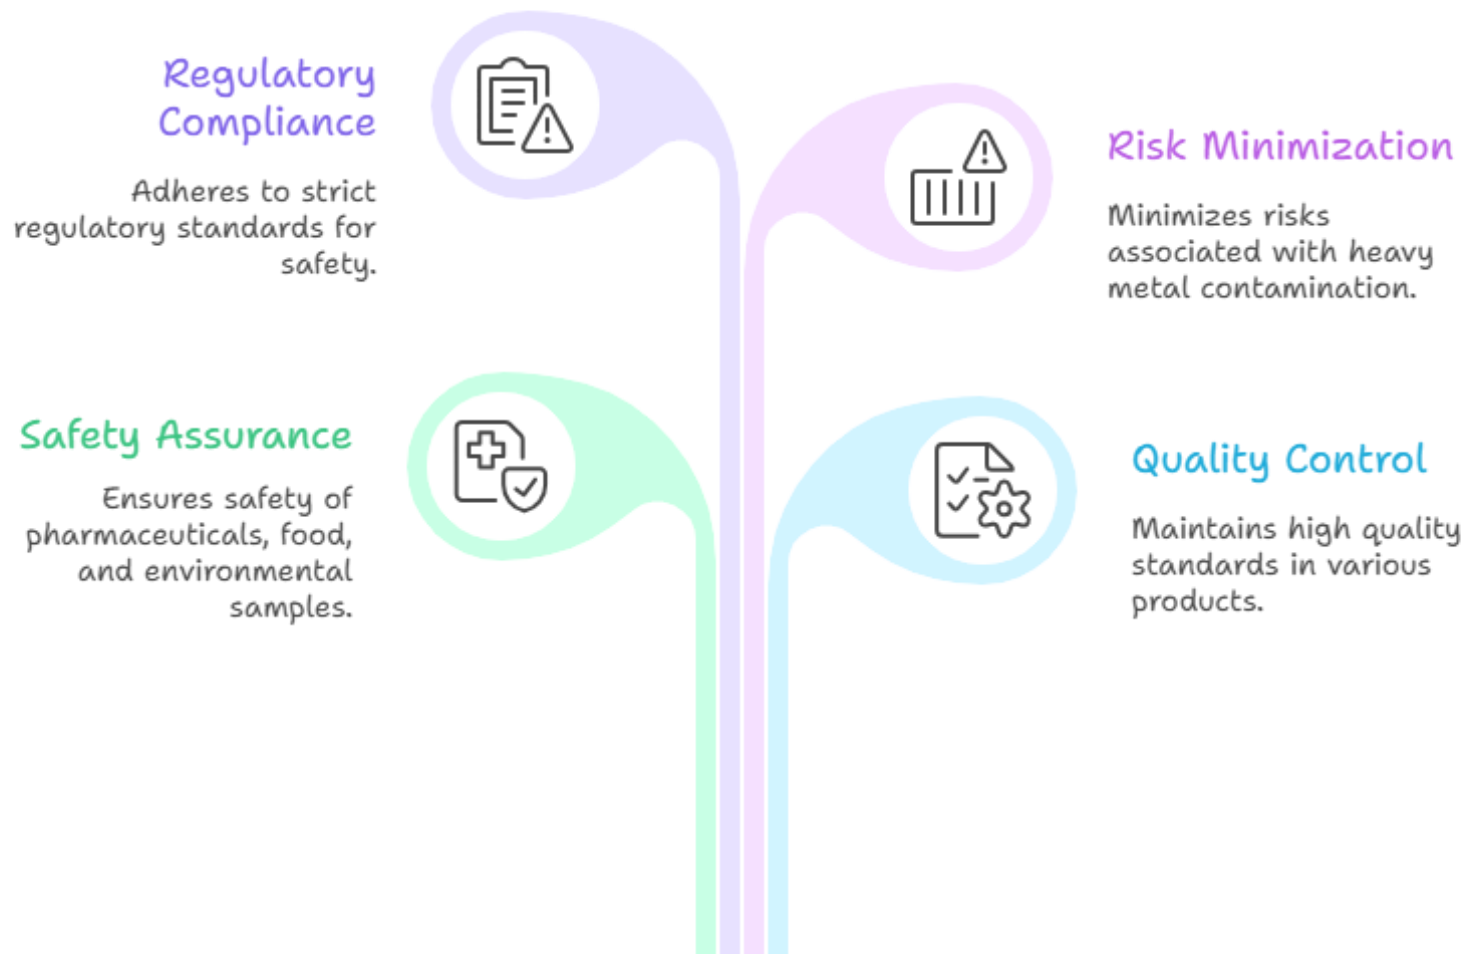 Regulatory
Compliance
Adheres to strict
regulatory standards for
safety.
Risk Minimization
Minimizes risks
associated with heavy
metal contamination.
Safety Assurance
Ensures safety of
pharmaceuticals, food,
and environmental
samples.
Quality Control
Maintains high quality
standards in various
products.